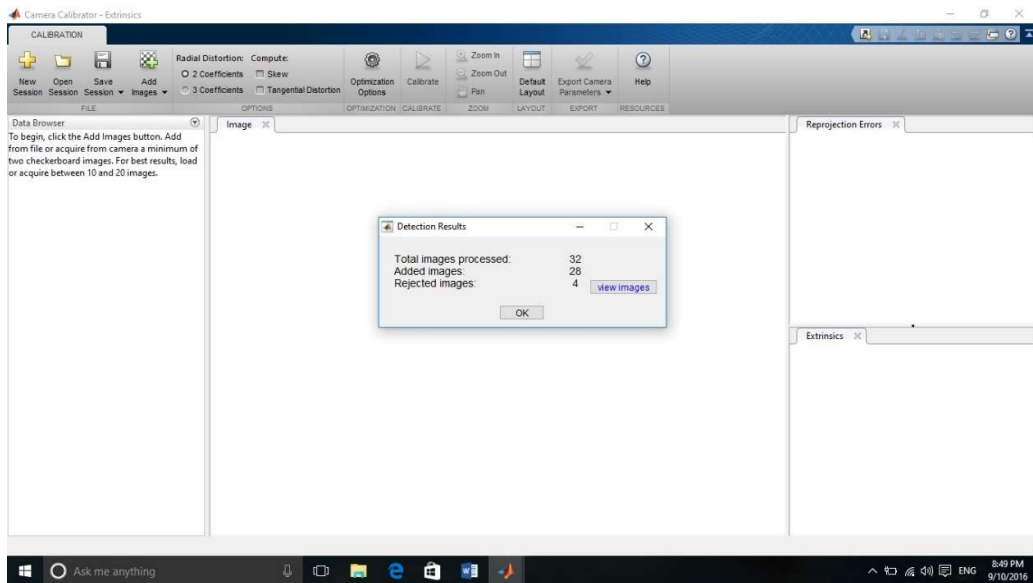 Camera Calibrator - Extrinsics
CALIBRATION
New Session
Open Session
Save Session
Add Images
FILE
Radial Distortion:
2 Coefficients
3 Coefficients
Compute:
Skew
Tangential Distortion
OPTIONS
Optimization Options
OPTIMIZATION
Calibrate
CALIBRATE
Zoom In
Zoom Out
Pan
ZOOM
Default Layout
LAYOUT
Export Camera Parameters
EXPORT
Help
RESOURCES
Data Browser
To begin, click the Add Images button. Add
from file or acquire from camera a minimum of
two checkerboard images. For best results, load
or acquire between 10 and 20 images.
Image
Reprojection Errors
Extrinsics
Detection Results
Total images processed: 32
Added images: 28
Rejected images: 4 view images
OK
Ask me anything
ENG
8:49 PM
9/10/2016